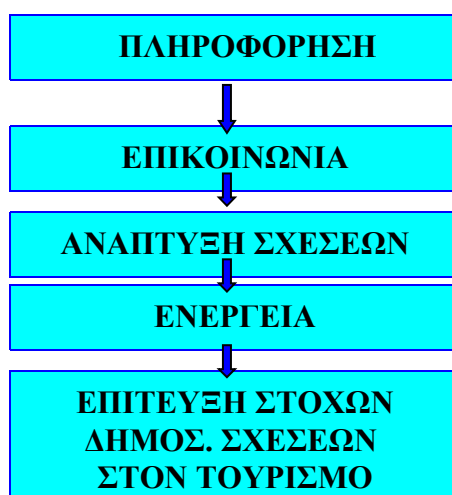 ΠΛΗΡΟΦΟΡΗΣΗ
ΕΠΙΚΟΙΝΩΝΙΑ
ΑΝΑΠΤΥΞΗ ΣΧΕΣΕΩΝ
ΕΝΕΡΓΕΙΑ
ΕΠΙΤΕΥΞΗ ΣΤΟΧΩΝ
ΔΗΜΟΣ. ΣΧΕΣΕΩΝ
ΣΤΟΝ ΤΟΥΡΙΣΜΟ